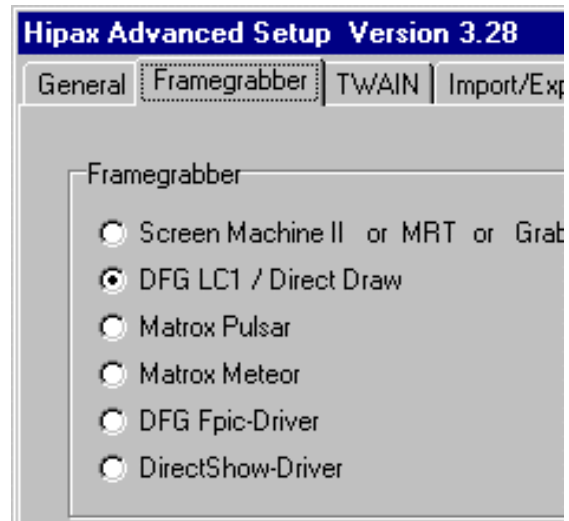 Hipax Advanced Setup Version 3.28
General Framegrabber TWAIN
Framegrabber
Screen Machine II or MRT or
DFG LC1 / Direct Draw
Matrox Pulsar
Matrox Meteor
DFG Fpic-Driver
DirectShow-Driver